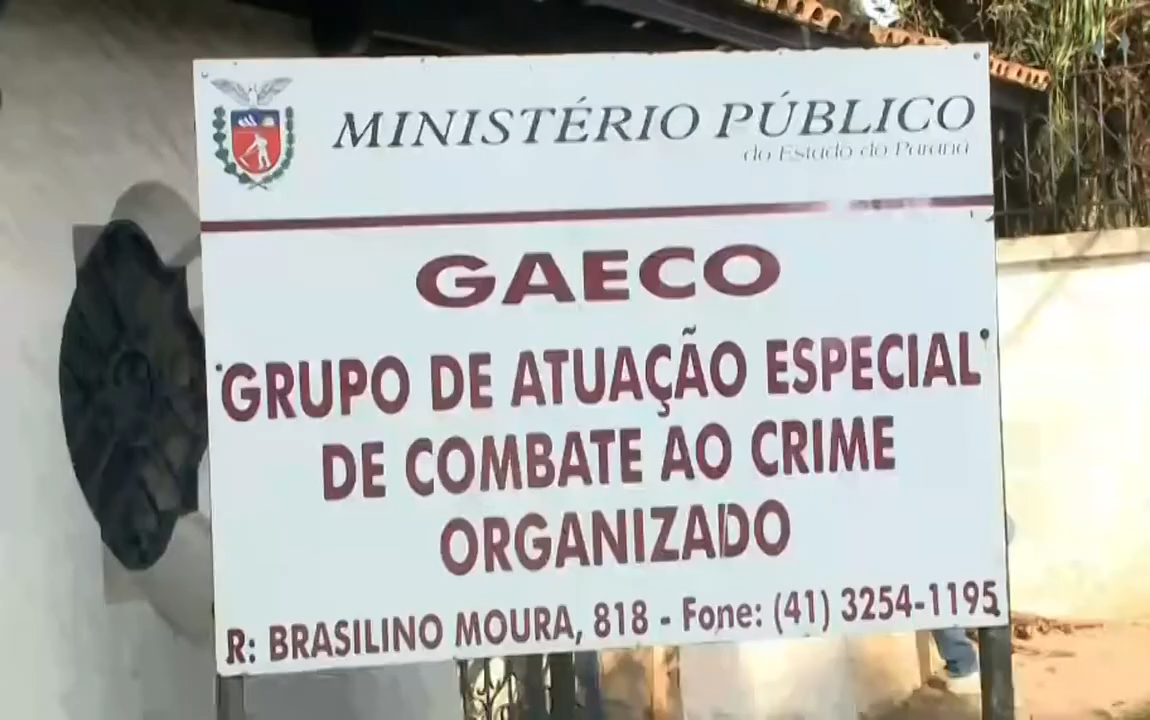 MINISTÉRIO PÚBLICO
do Estado do Paraná
GAECO
"GRUPO DE ATUAÇÃO ESPECIAL
DE COMBATE AO CRIME
ORGANIZADO
R: BRASILINO MOURA, 818 - Fone: (41) 3254-1195